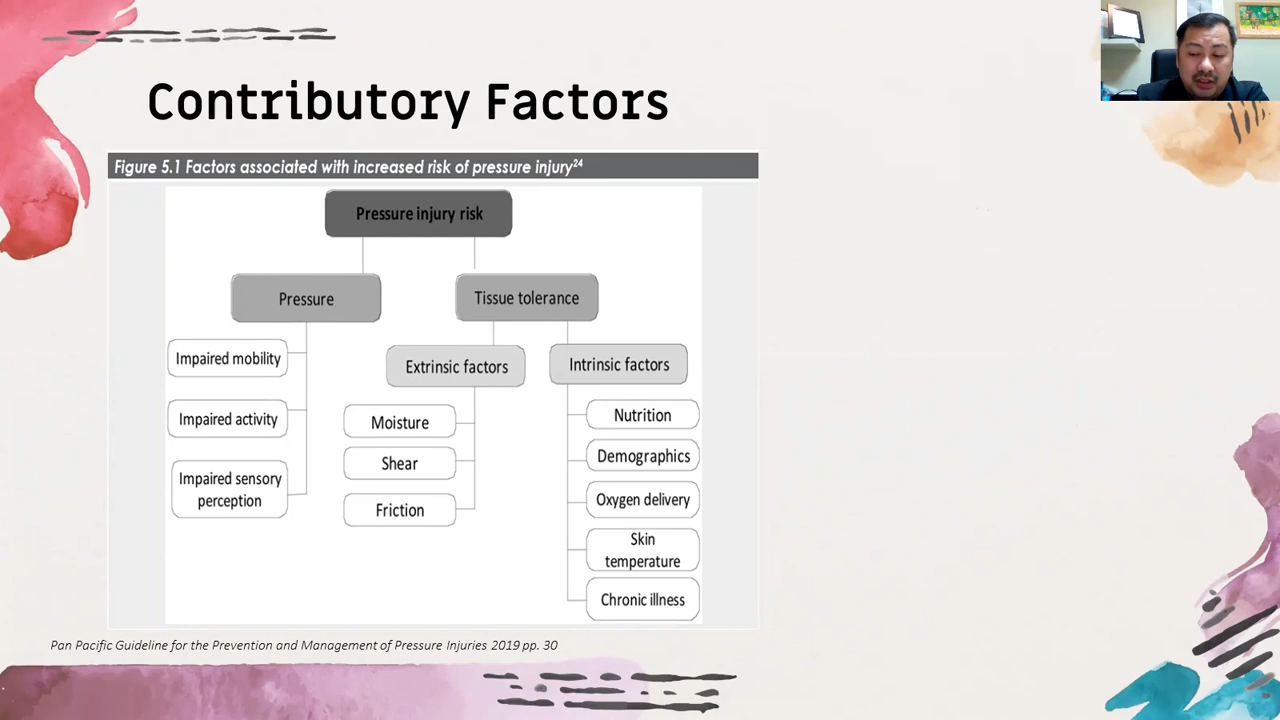 Contributory Factors
Figure 5.1 Factors associated with increased risk of pressure injury24
Pressure injury risk
Pressure
Tissue tolerance
Impaired mobility
Impaired activity
Impaired sensory
perception
Extrinsic factors
Moisture
Shear
Friction
Intrinsic factors
Nutrition
Demographics
Oxygen delivery
Skin
temperature
Chronic illness
Pan Pacific Guideline for the Prevention and Management of Pressure Injuries 2019 pp. 30